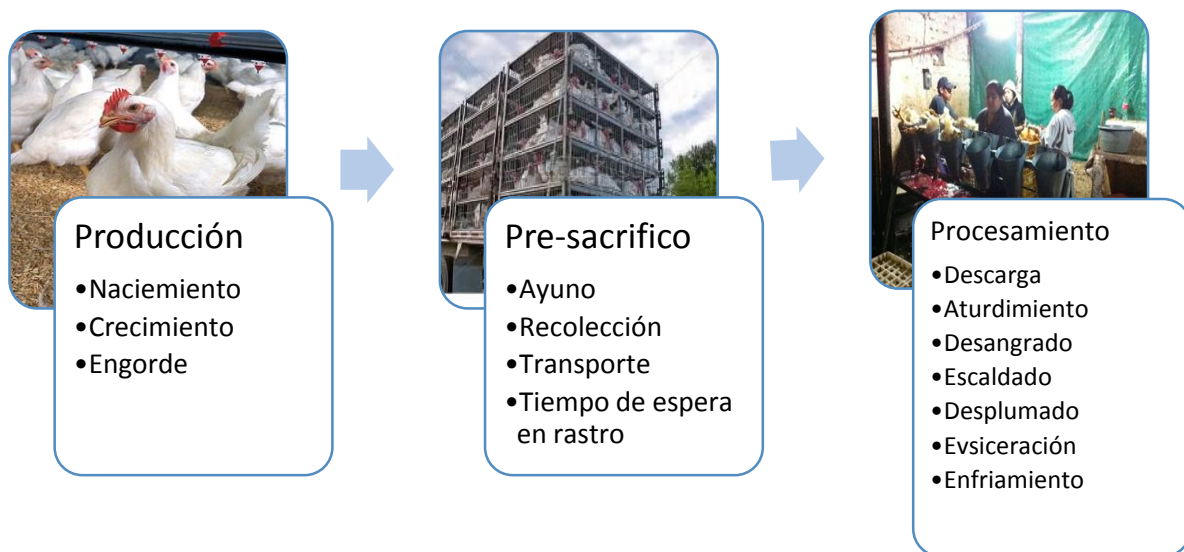 Producción
•Naciemiento
•Crecimiento
•Engorde
Pre-sacrifico
•Ayuno
•Recolección
•Transporte
•Tiempo de espera
en rastro
Procesamiento
•Descarga
•Aturdimiento
•Desangrado
•Escaldado
•Desplumado
•Evsiceración
•Enfriamiento